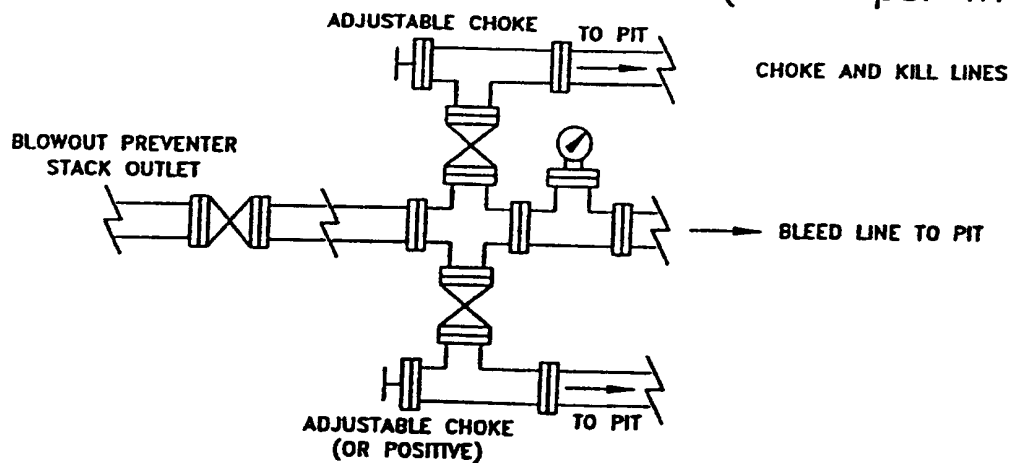 ADJUSTABLE CHOKE
TO PIT
CHOKE AND KILL LINES
BLOWOUT PREVENTER
STACK OUTLET
BLEED LINE TO PIT
ADJUSTABLE CHOKE
(OR POSITIVE)
TO PIT